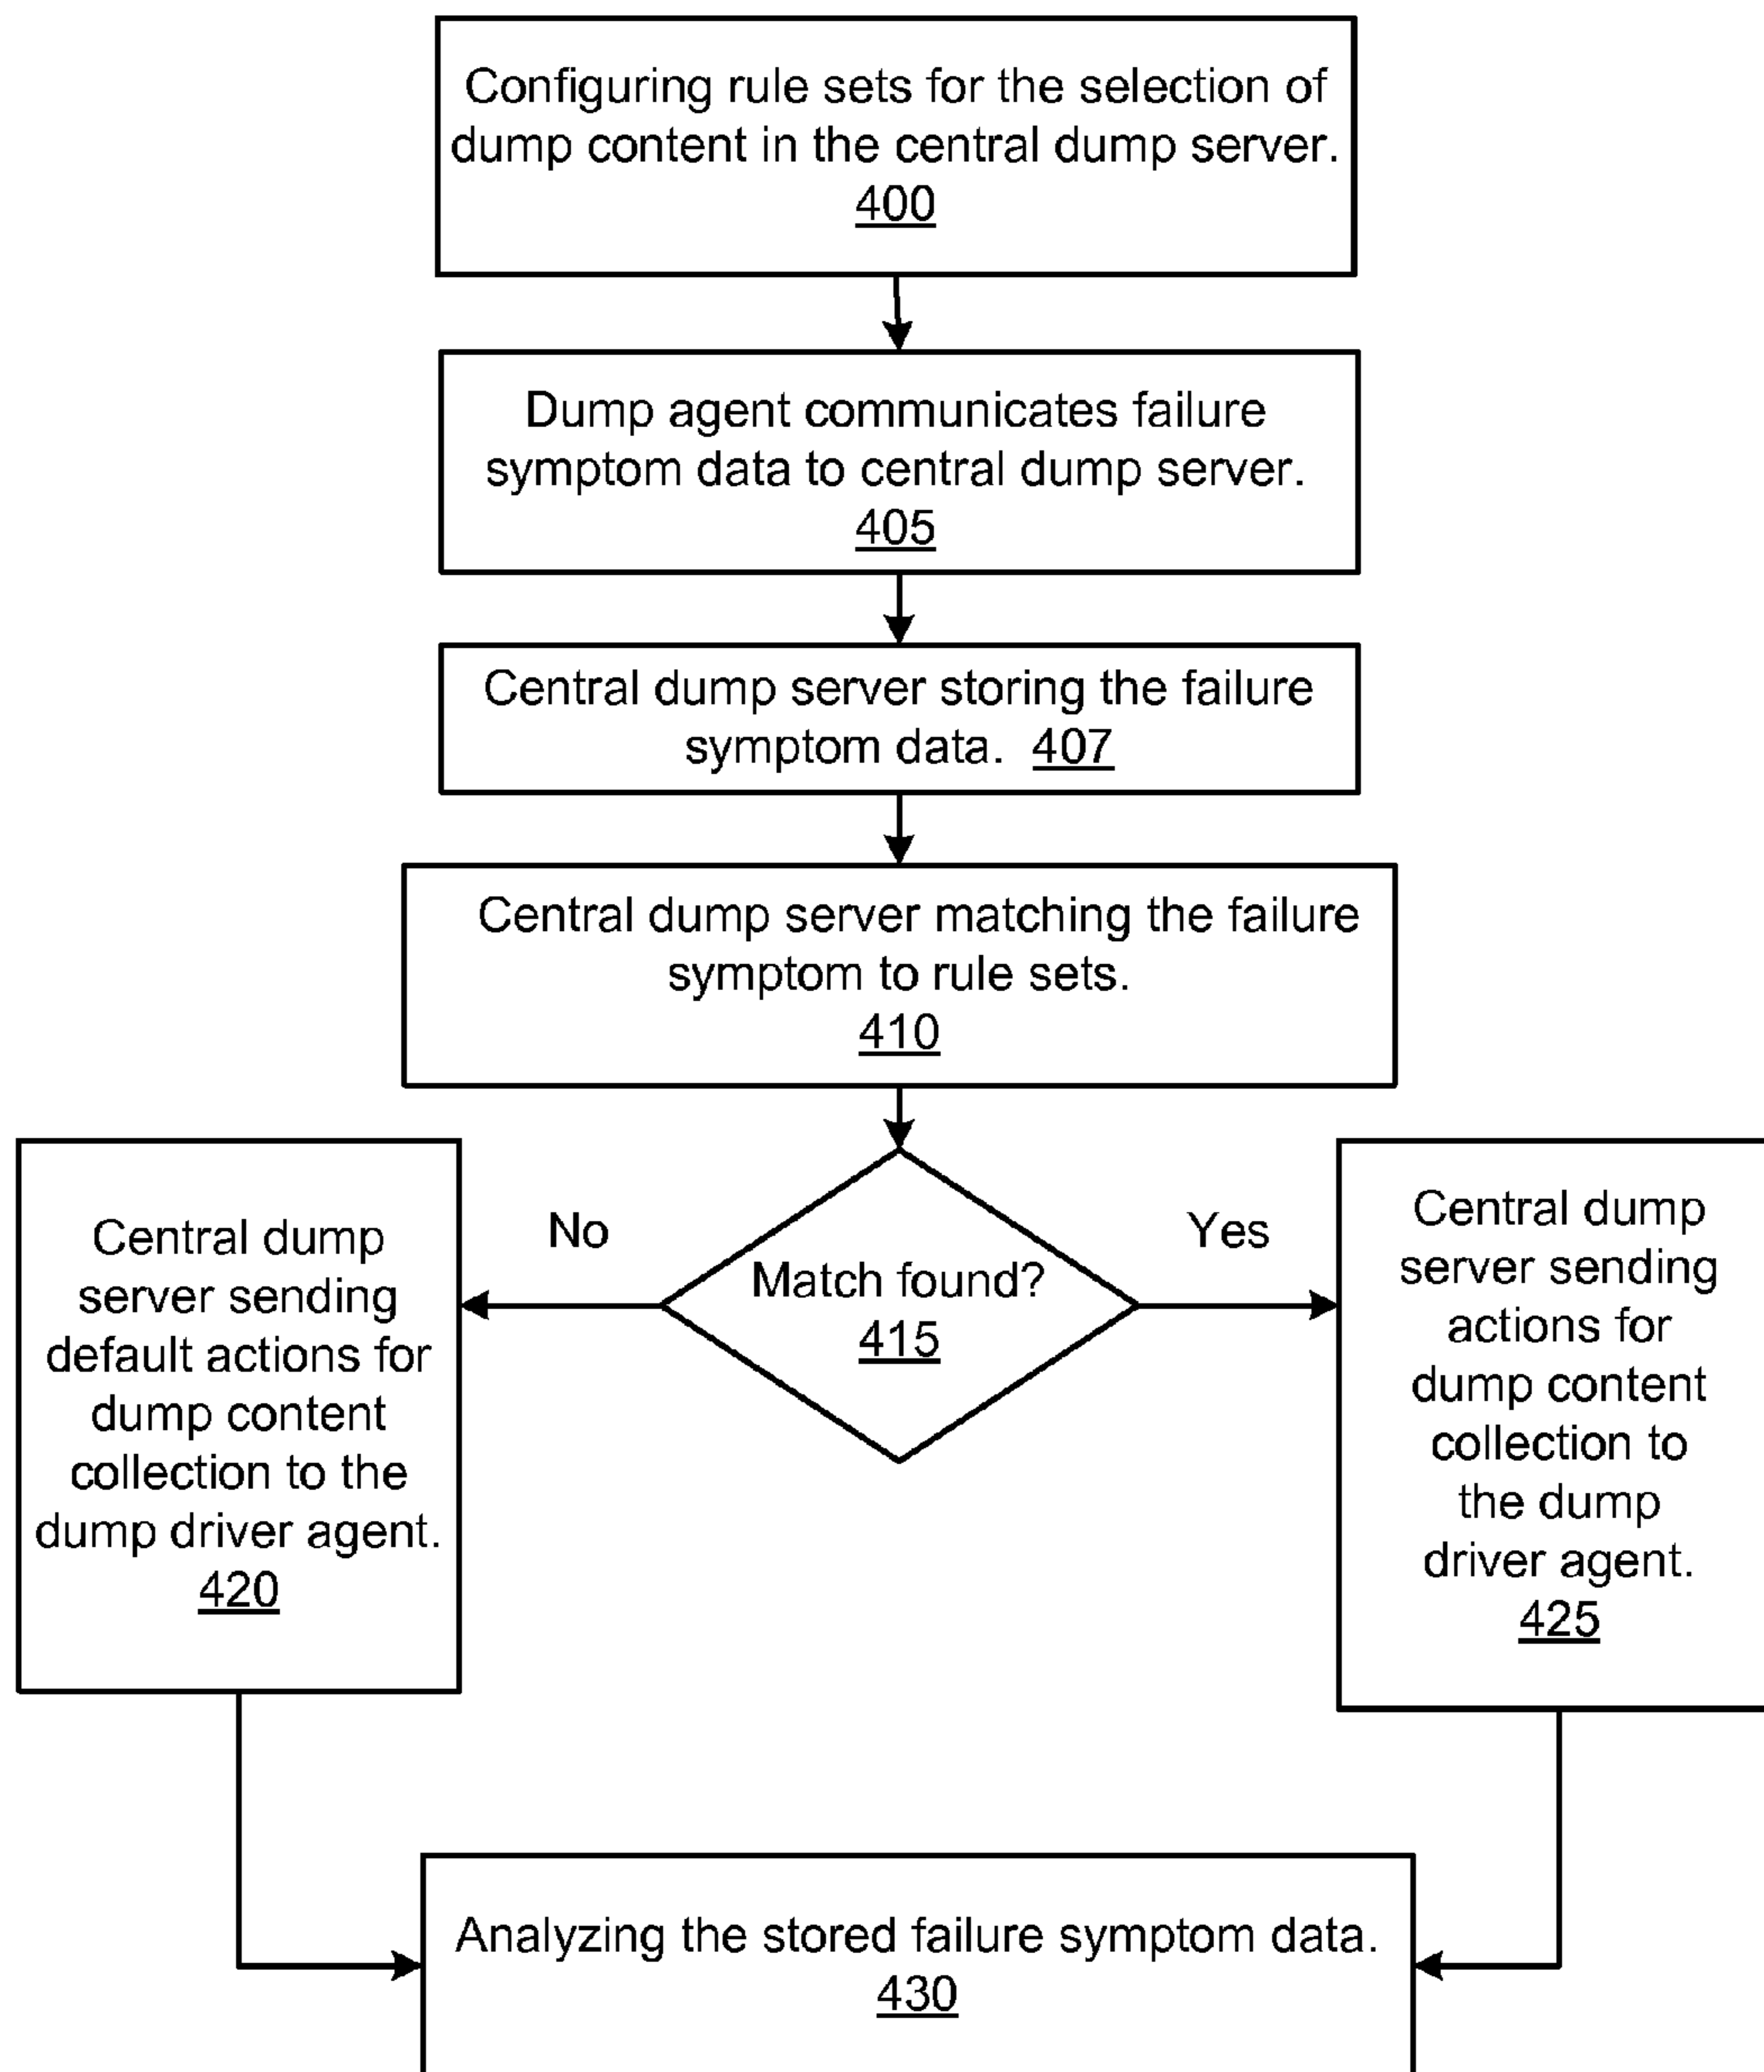 Configuring rule sets for the selection of
dump content in the central dump server.
400
Dump agent communicates failure
symptom data to central dump server.
405
Central dump server storing the failure
symptom data. 407
Central dump server matching the failure
symptom to rule sets.
410
Match found?
415
No
Yes
Central dump
server sending
default actions for
dump content
collection to the
dump driver agent.
420
Central dump
server sending
actions for
dump content
collection to
the dump
driver agent.
425
Analyzing the stored failure symptom data.
430